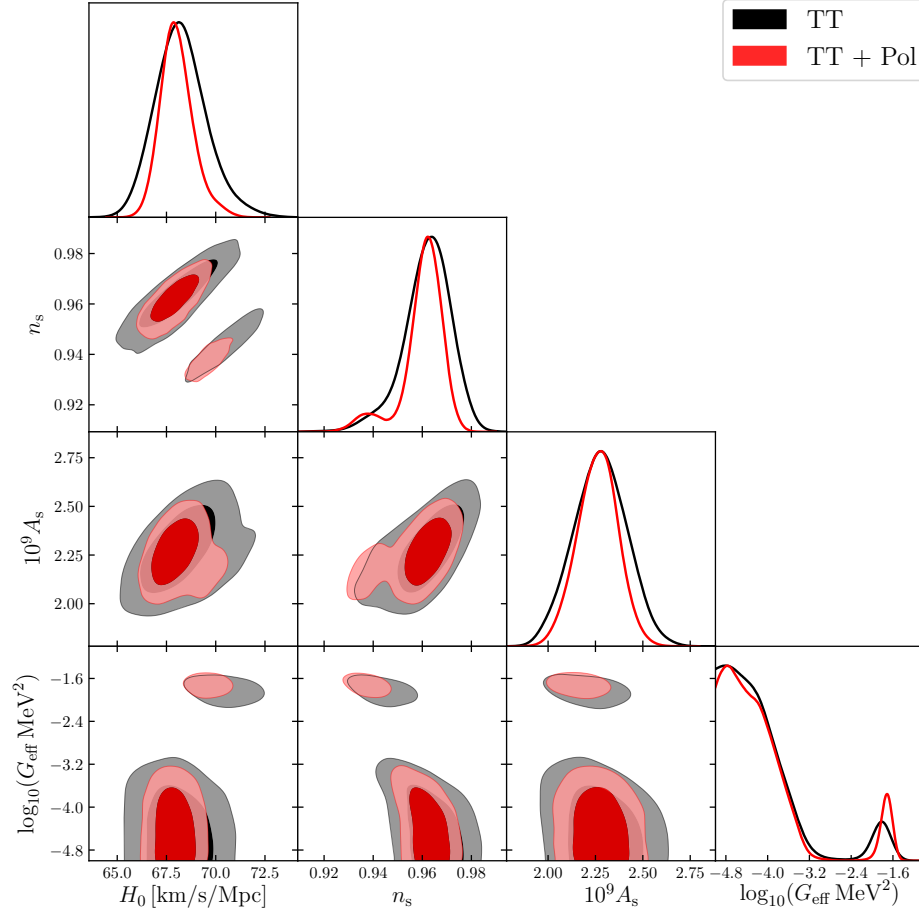 TT
TT + Pol
0.98
0.96
0.94
0.92
n_s
2.75
2.50
2.25
2.00
10^9 A_s
−1.6
−2.4
−3.2
−4.0
−4.8
log_10(G_eff MeV^2)
65.0 67.5 70.0 72.5
H_0 [km/s/Mpc]
0.92 0.94 0.96 0.98
n_s
2.00 2.25 2.50 2.75
10^9 A_s
−4.8 −4.0 −3.2 −2.4 −1.6
log_10(G_eff MeV^2)